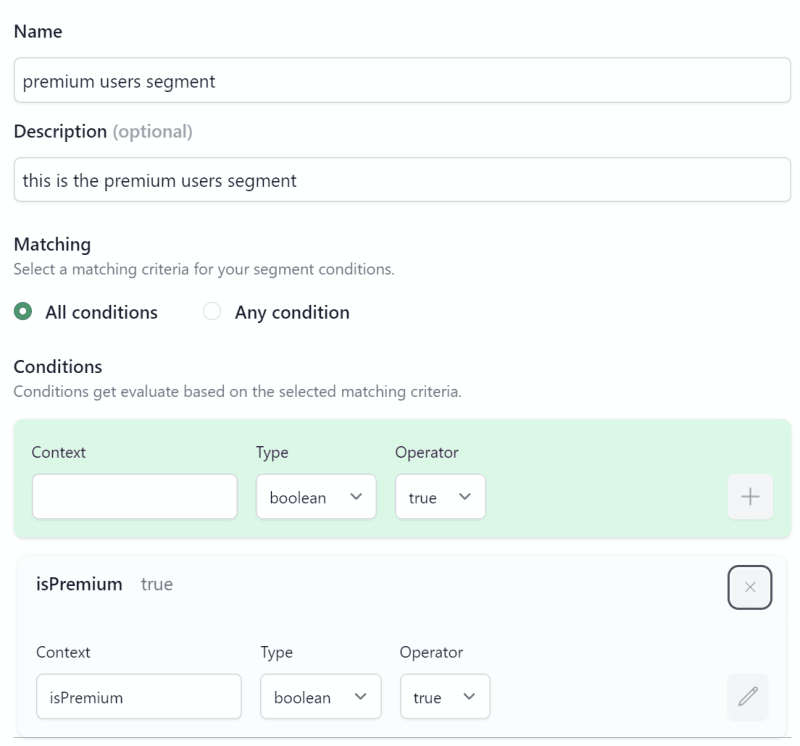 Name
premium users segment
Description (optional)
this is the premium users segment
Matching
Select a matching criteria for your segment conditions.
All conditions Any condition
Conditions
Conditions get evaluate based on the selected matching criteria.
Context Type Operator
boolean true
isPremium true
Context Type Operator
isPremium boolean true